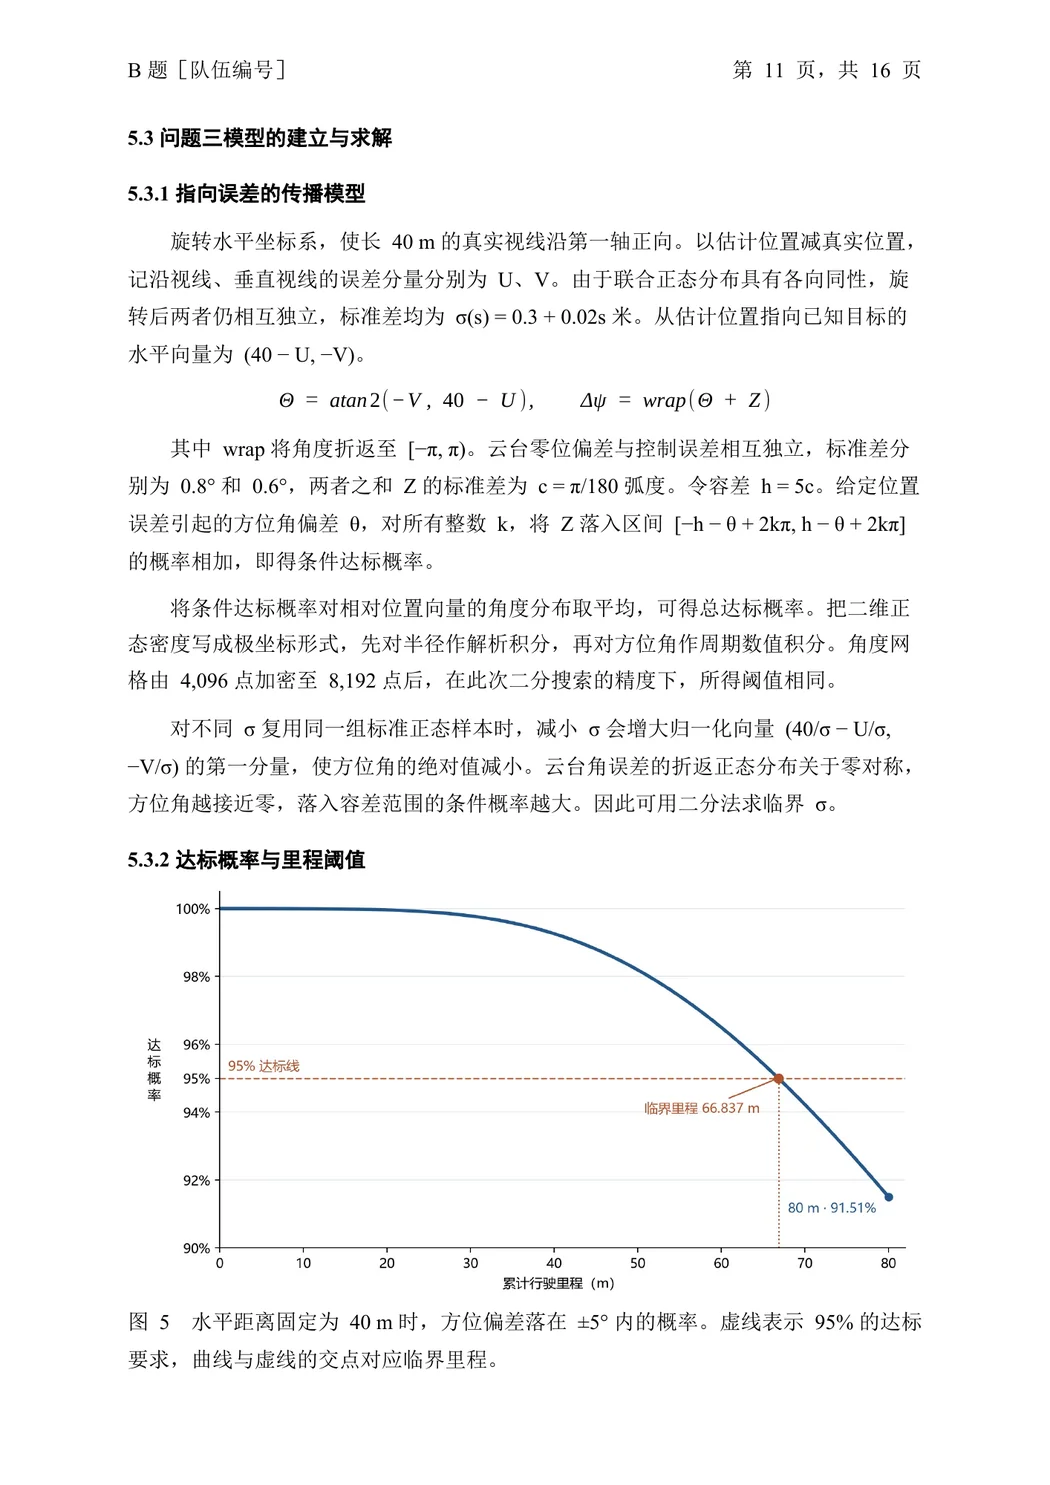 B 题［队伍编号］
第 11 页，共 16 页
5.3 问题三模型的建立与求解
5.3.1 指向误差的传播模型
旋转水平坐标系，使长 40 m 的真实视线沿第一轴正向。以估计位置减真实位置，
记沿视线、垂直视线的误差分量分别为 U、V。由于联合正态分布具有各向同性，旋
转后两者仍相互独立，标准差均为 σ(s) = 0.3 + 0.02s 米。从估计位置指向已知目标的
水平向量为 (40 − U, −V)。
Θ = atan2(−V, 40 − U), Δψ = wrap(Θ + Z)
其中 wrap 将角度折返至 [−π, π)。云台零位偏差与控制误差相互独立，标准差分
别为 0.8° 和 0.6°，两者之和 Z 的标准差为 c = π/180 弧度。令容差 h = 5c。给定位置
误差引起的方位角偏差 θ，对所有整数 k，将 Z 落入区间 [−h − θ + 2kπ, h − θ + 2kπ]
的概率相加，即得条件达标概率。
将条件达标概率对相对位置向量的角度分布取平均，可得总达标概率。把二维正
态密度写成极坐标形式，先对半径作解析积分，再对方位角作周期数值积分。角度网
格由 4,096 点加密至 8,192 点后，在此次二分搜索的精度下，所得阈值相同。
对不同 σ 复用同一组标准正态样本时，减小 σ 会增大归一化向量 (40/σ − U/σ,
−V/σ) 的第一分量，使方位角的绝对值减小。云台角误差的折返正态分布关于零对称，
方位角越接近零，落入容差范围的条件概率越大。因此可用二分法求临界 σ。
5.3.2 达标概率与里程阈值
100%
98%
96%
95%
94%
92%
90%
达标概率
95% 达标线
临界里程 66.837 m
80 m · 91.51%
0 10 20 30 40 50 60 70 80
累计行驶里程（m）
图 5 水平距离固定为 40 m 时，方位偏差落在 ±5° 内的概率。虚线表示 95% 的达标
要求，曲线与虚线的交点对应临界里程。